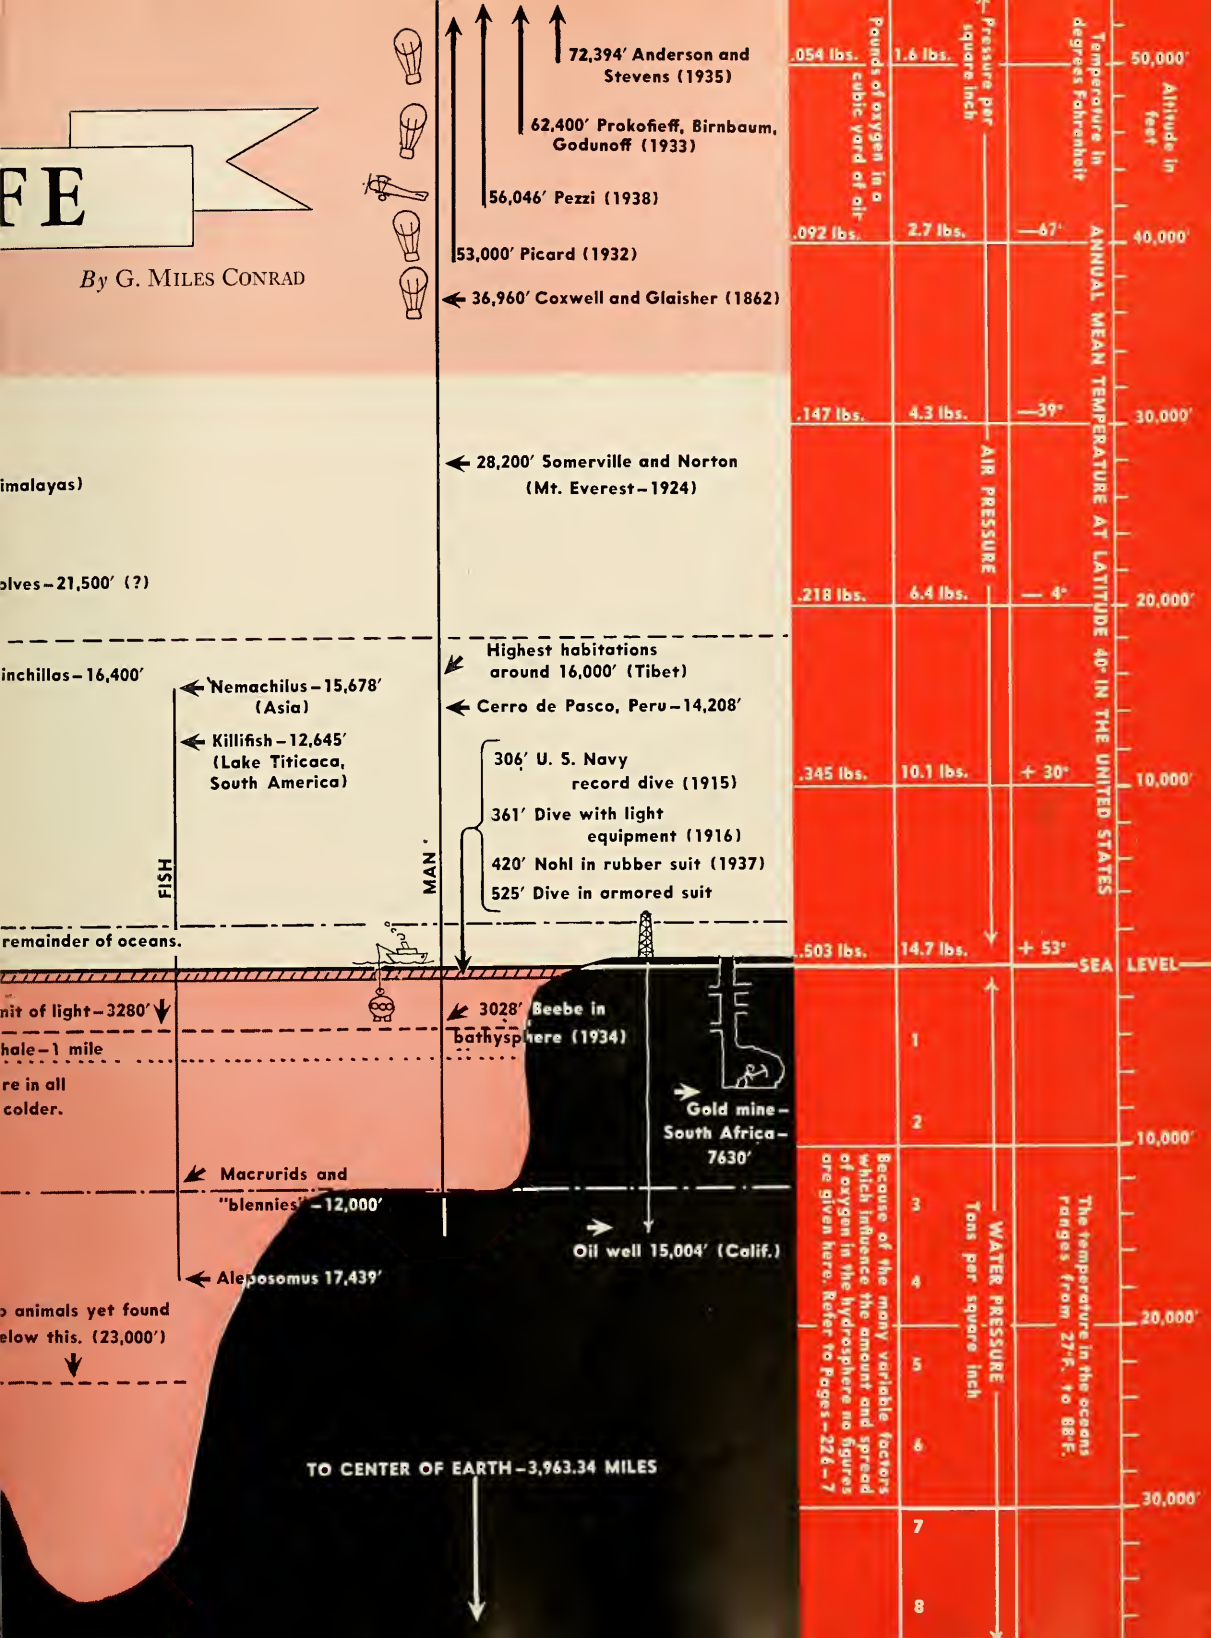 FE
By G. MILES CONRAD
72,394′ Anderson and
Stevens (1935)
62,400′ Prokofieff, Birnbaum,
Godunoff (1933)
56,046′ Pezzi (1938)
53,000′ Picard (1932)
36,960′ Coxwell and Glaisher (1862)
28,200′ Somerville and Norton
(Mt. Everest–1924)
imalayas)
olves–21,500′ (?)
inchillas–16,400′
Highest habitations
around 16,000′ (Tibet)
Cerro de Pasco, Peru–14,208′
Nemachilus–15,678′
(Asia)
Killifish–12,645′
(Lake Titicaca,
South America)
306′ U. S. Navy
record dive (1915)
361′ Dive with light
equipment (1916)
420′ Nohl in rubber suit (1937)
525′ Dive in armored suit
FISH
MAN
remainder of oceans.
nit of light–3280′
hale–1 mile
re in all
colder.
3028′ Beebe in
bathysphere (1934)
Gold mine–
South Africa–
7630′
Macrurids and
"blennies"–12,000′
Oil well 15,004′ (Calif.)
Aleposomus 17,439′
o animals yet found
elow this. (23,000′)
TO CENTER OF EARTH–3,963.34 MILES
Pounds of oxygen in a
cubic yard of air
Pressure per
square inch
Temperature in
degrees Fahrenheit
Altitude in
feet
.054 lbs. 1.6 lbs. 50,000′
.092 lbs. 2.7 lbs. —67° 40,000′
.147 lbs. 4.3 lbs. —39° 30,000′
.218 lbs. 6.4 lbs. — 4° 20,000′
.345 lbs. 10.1 lbs. + 30° 10,000′
.503 lbs. 14.7 lbs. + 53°
AIR PRESSURE
ANNUAL MEAN TEMPERATURE AT LATITUDE 40° IN THE UNITED STATES
SEA LEVEL
1
2
10,000′
3
4
20,000′
5
6
30,000′
7
8
Because of the many variable factors
which influence the amount and spread
of oxygen in the hydrosphere no figures
are given here. Refer to Pages–226–7
WATER PRESSURE
Tons per square inch
The temperature in the oceans
ranges from 27°F. to 88°F.